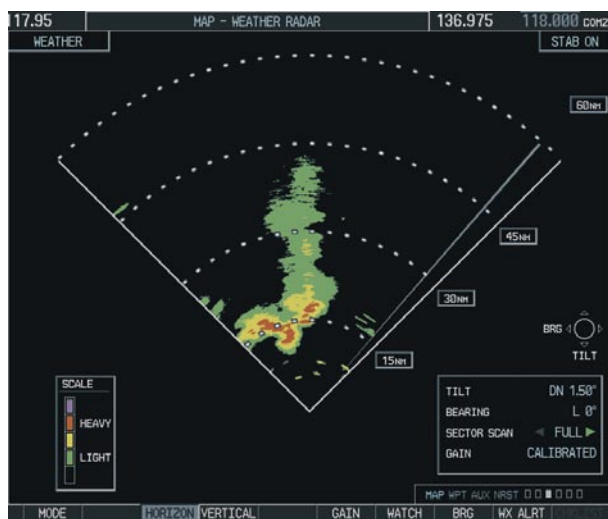 17.95 MAP - WEATHER RADAR 136.975 118.000 COM2
WEATHER STAB ON
60NM
45NM
30NM
BRG
TILT
15NM
SCALE
HEAVY
LIGHT
TILT DN 1.50°
BEARING L 0°
SECTOR SCAN FULL
GAIN CALIBRATED
MAP WPT AUX NRST
MODE HORIZON VERTICAL GAIN WATCH BRG WX ALRT